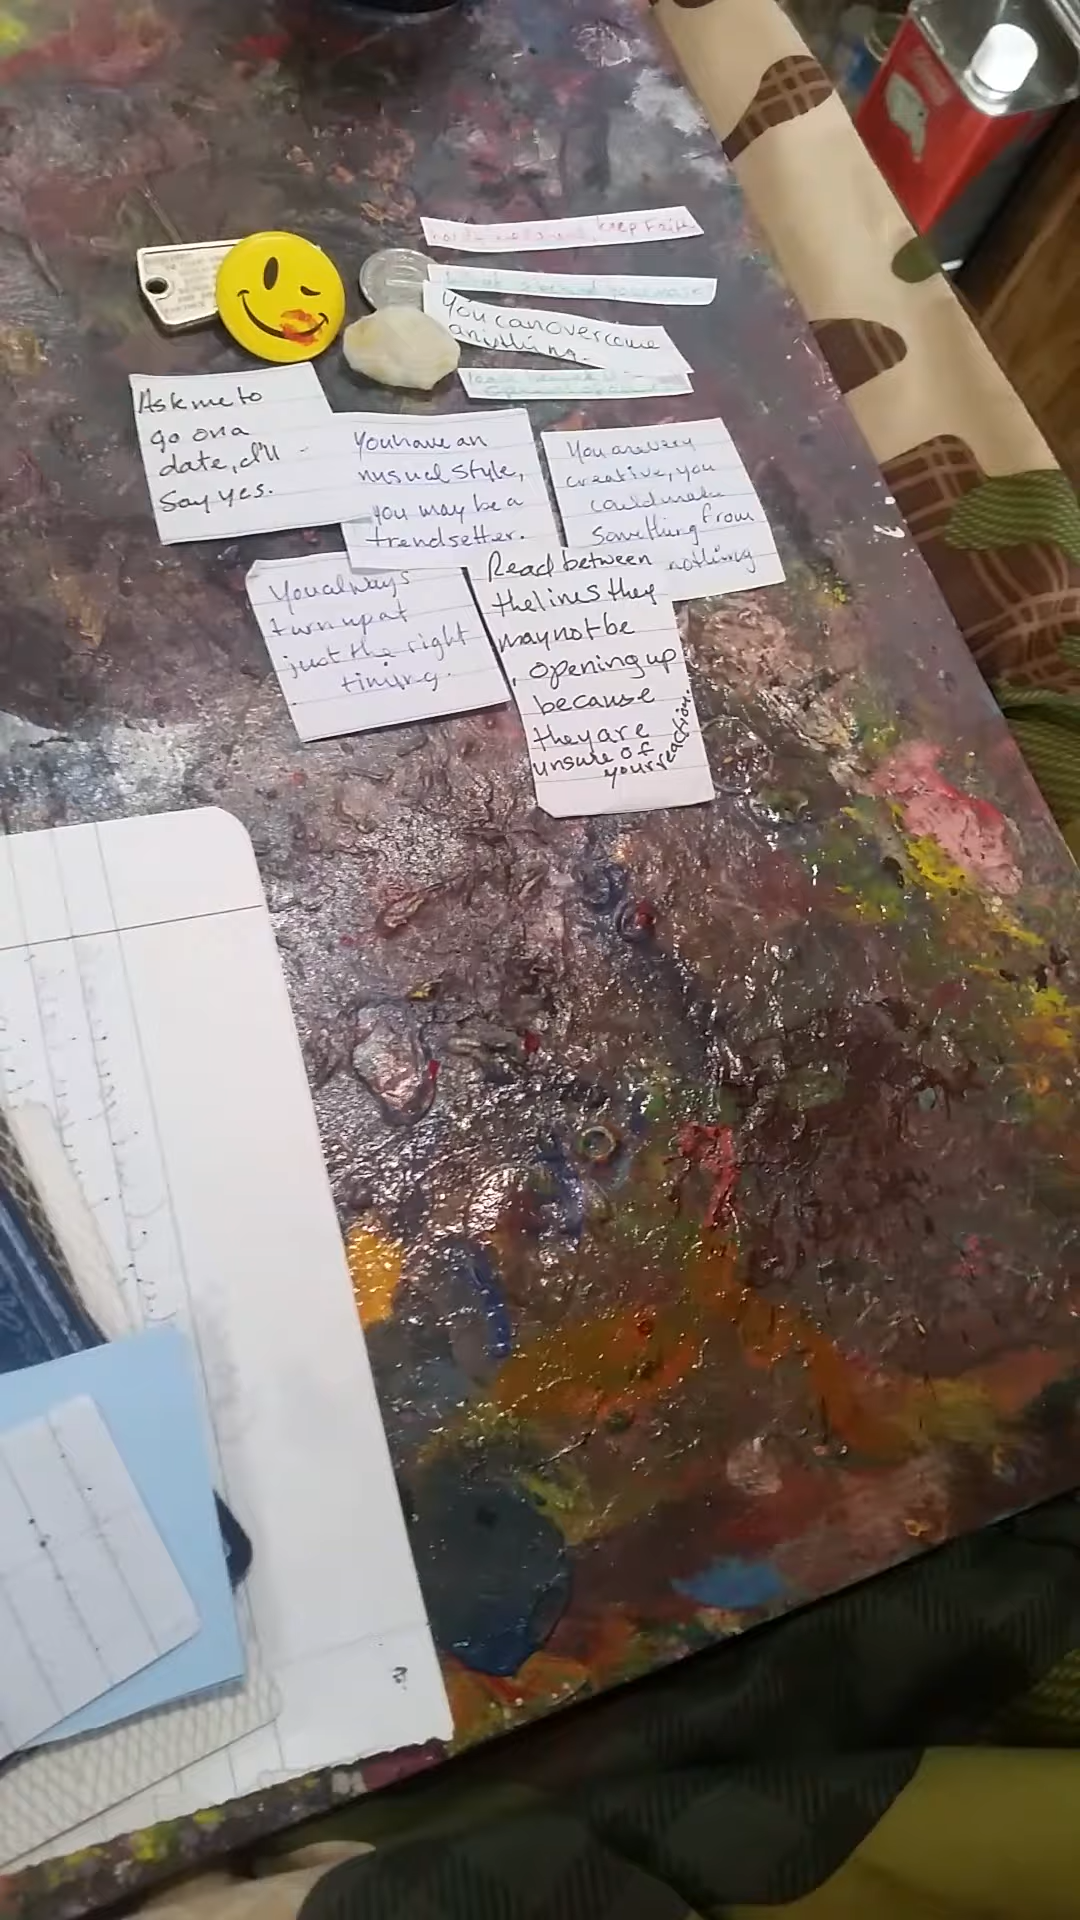 keep Faith
You can overcome
anything.
Ask me to
go on a
date, I'll
Say yes.
You have an
unusual style,
you may be a
trendsetter.
You are very
creative, you
could make
something from
nothing
You always
turn up at
just the right
timing.
Read between
the lines they
may not be
opening up
because
they are
unsure of
your reaction.